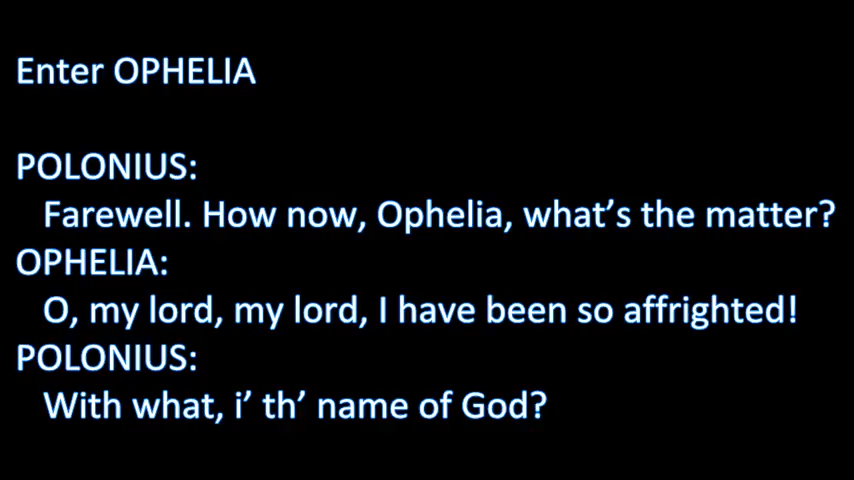 Enter OPHELIA
POLONIUS:
Farewell. How now, Ophelia, what’s the matter?
OPHELIA:
O, my lord, my lord, I have been so affrighted!
POLONIUS:
With what, i’ th’ name of God?